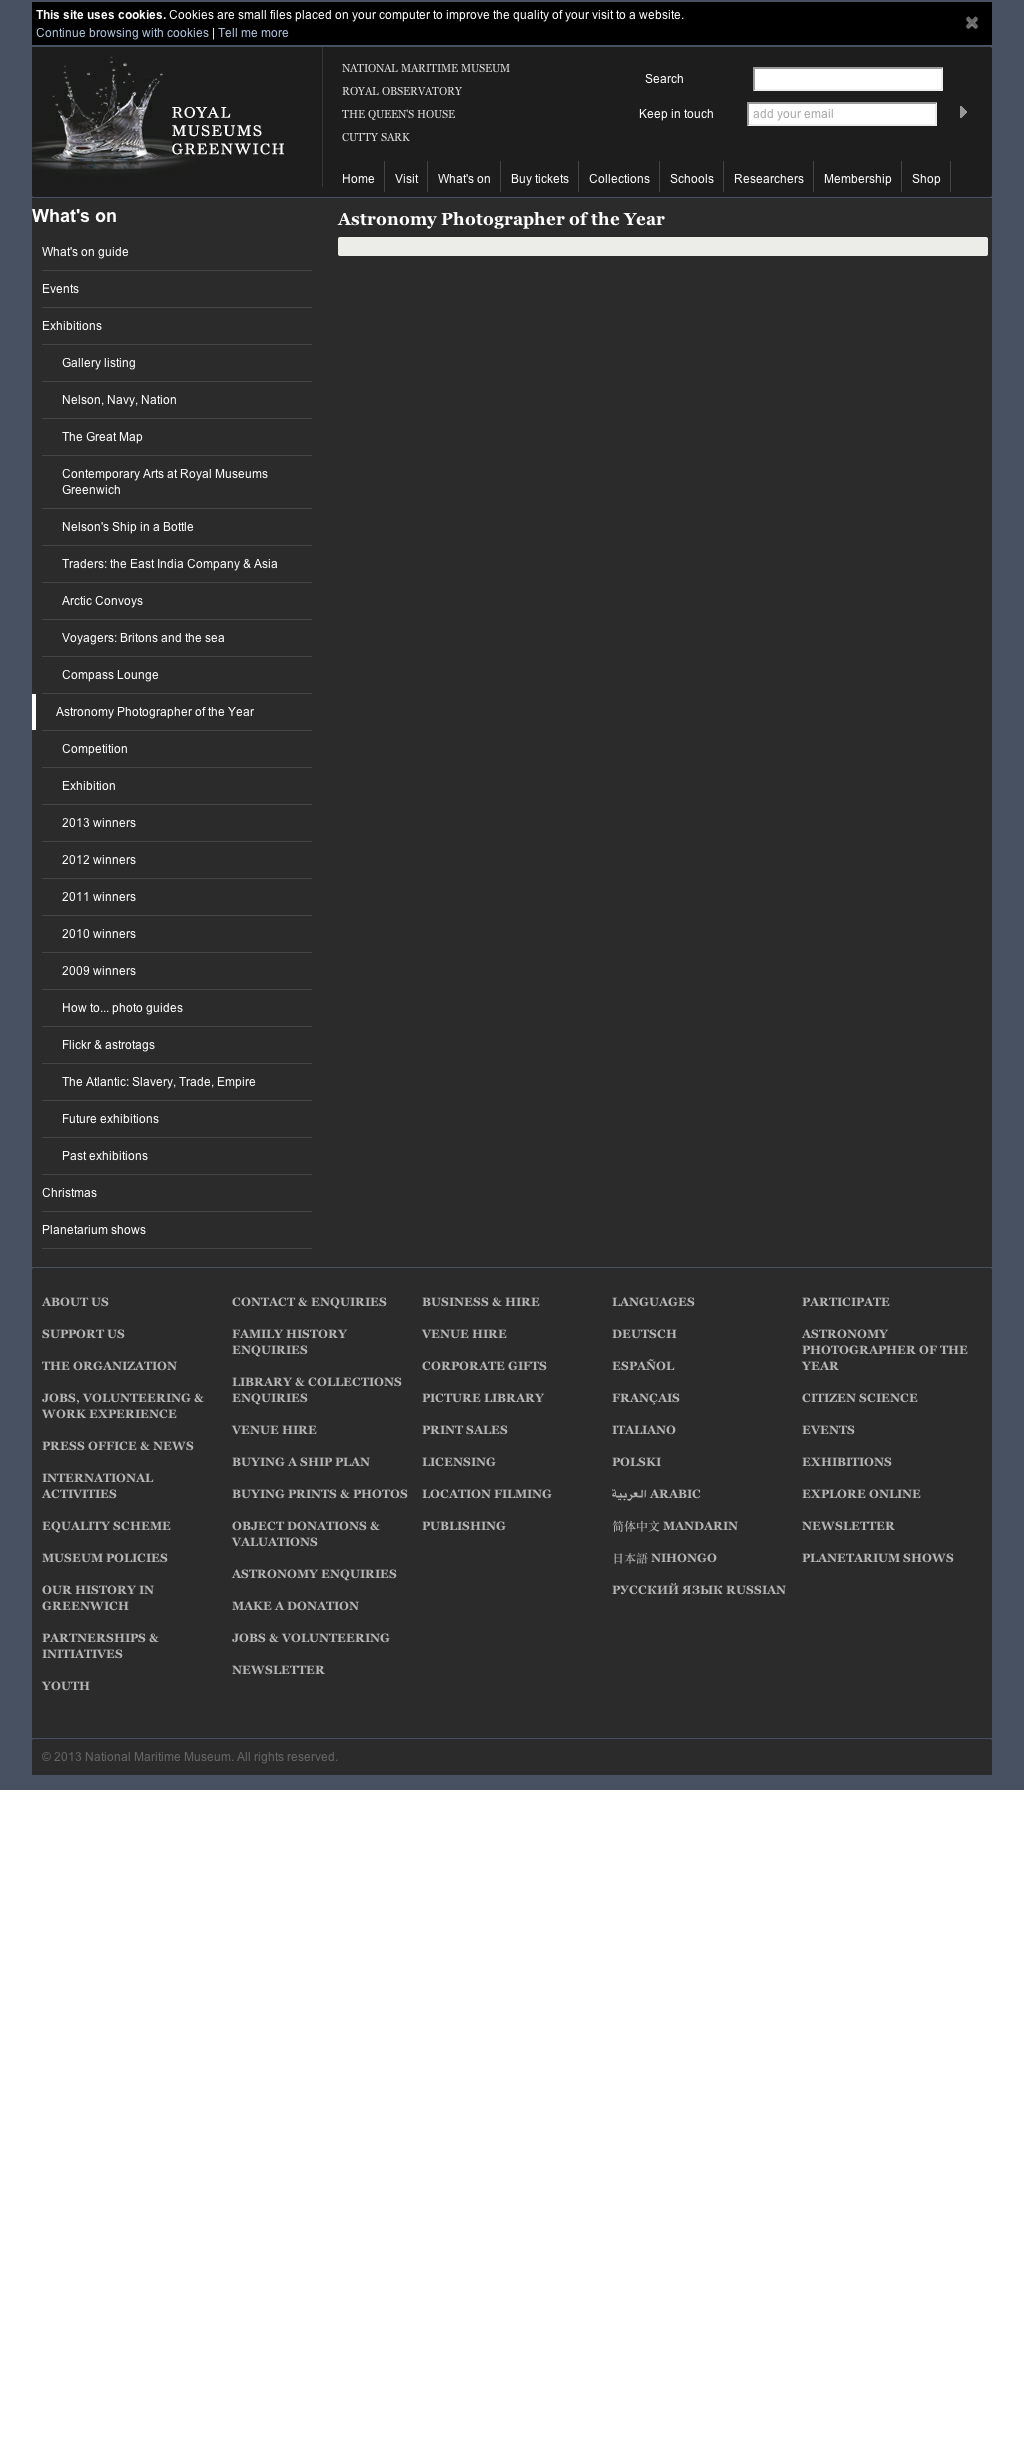 This site uses cookies. Cookies are small files placed on your computer to improve the quality of your visit to a website.
Continue browsing with cookies | Tell me more
ROYAL
MUSEUMS
GREENWICH
NATIONAL MARITIME MUSEUM
ROYAL OBSERVATORY
THE QUEEN'S HOUSE
CUTTY SARK
Search
Keep in touch add your email
Home Visit What's on Buy tickets Collections Schools Researchers Membership Shop
What's on
What's on guide
Events
Exhibitions
Gallery listing
Nelson, Navy, Nation
The Great Map
Contemporary Arts at Royal Museums
Greenwich
Nelson's Ship in a Bottle
Traders: the East India Company & Asia
Arctic Convoys
Voyagers: Britons and the sea
Compass Lounge
Astronomy Photographer of the Year
Competition
Exhibition
2013 winners
2012 winners
2011 winners
2010 winners
2009 winners
How to... photo guides
Flickr & astrotags
The Atlantic: Slavery, Trade, Empire
Future exhibitions
Past exhibitions
Christmas
Planetarium shows
Astronomy Photographer of the Year
ABOUT US
SUPPORT US
THE ORGANIZATION
JOBS, VOLUNTEERING &
WORK EXPERIENCE
PRESS OFFICE & NEWS
INTERNATIONAL
ACTIVITIES
EQUALITY SCHEME
MUSEUM POLICIES
OUR HISTORY IN
GREENWICH
PARTNERSHIPS &
INITIATIVES
YOUTH
CONTACT & ENQUIRIES
FAMILY HISTORY
ENQUIRIES
LIBRARY & COLLECTIONS
ENQUIRIES
VENUE HIRE
BUYING A SHIP PLAN
BUYING PRINTS & PHOTOS
OBJECT DONATIONS &
VALUATIONS
ASTRONOMY ENQUIRIES
MAKE A DONATION
JOBS & VOLUNTEERING
NEWSLETTER
BUSINESS & HIRE
VENUE HIRE
CORPORATE GIFTS
PICTURE LIBRARY
PRINT SALES
LICENSING
LOCATION FILMING
PUBLISHING
LANGUAGES
DEUTSCH
ESPAÑOL
FRANÇAIS
ITALIANO
POLSKI
العربية ARABIC
简体中文 MANDARIN
日本語 NIHONGO
РУССКИЙ ЯЗЫК RUSSIAN
PARTICIPATE
ASTRONOMY
PHOTOGRAPHER OF THE
YEAR
CITIZEN SCIENCE
EVENTS
EXHIBITIONS
EXPLORE ONLINE
NEWSLETTER
PLANETARIUM SHOWS
© 2013 National Maritime Museum. All rights reserved.